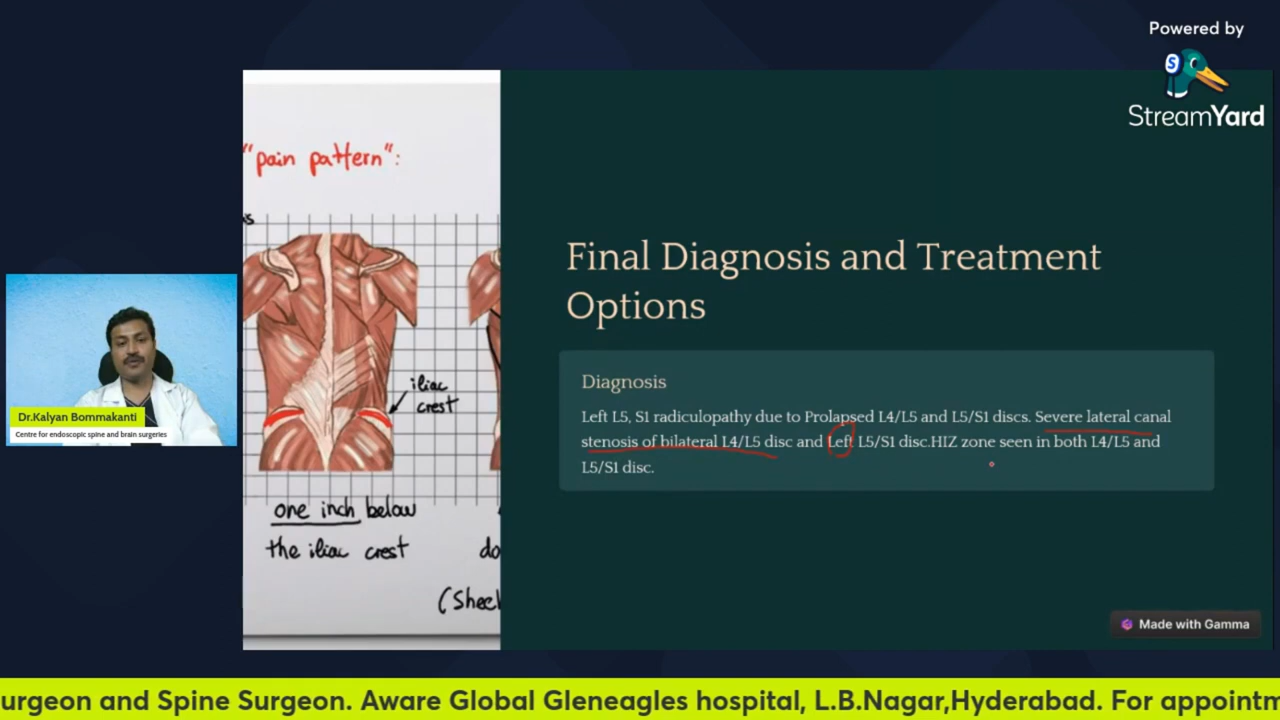 Powered by
StreamYard
"pain pattern":
iliac
crest
one inch below
the iliac crest
Final Diagnosis and Treatment
Options
Diagnosis
Left L5, S1 radiculopathy due to Prolapsed L4/L5 and L5/S1 discs. Severe lateral canal
stenosis of bilateral L4/L5 disc and Left L5/S1 disc.HIZ zone seen in both L4/L5 and
L5/S1 disc.
Made with Gamma
Dr.Kalyan Bommakanti
Centre for endoscopic spine and brain surgeries
urgeon and Spine Surgeon. Aware Global Gleneagles hospital, L.B.Nagar,Hyderabad. For appointm